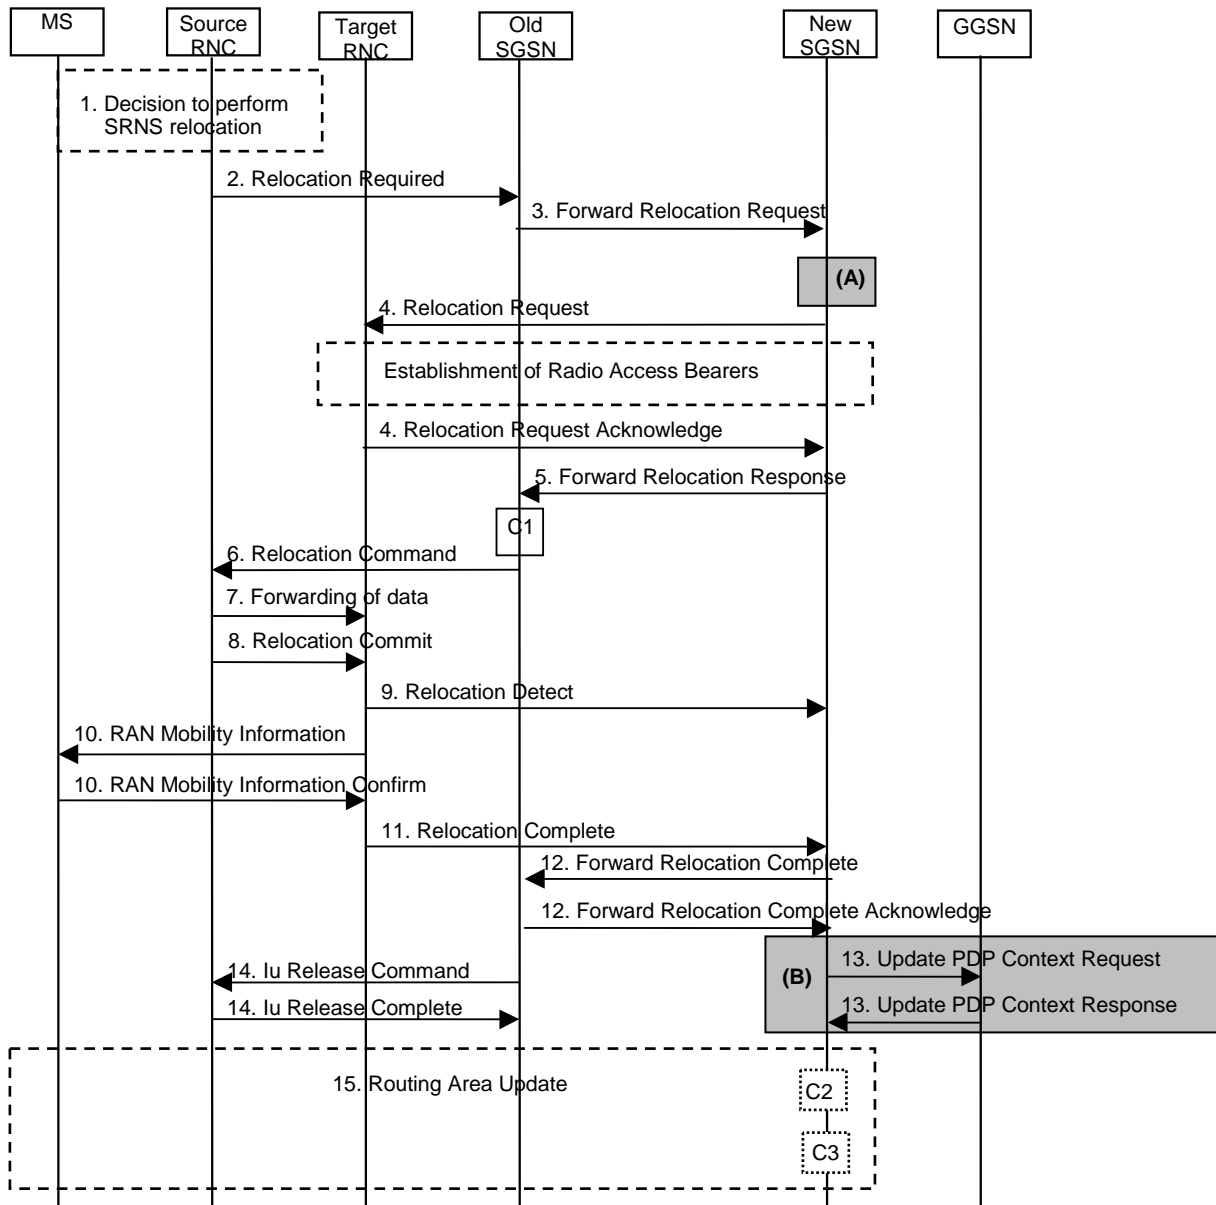 MS
Source
RNC
Target
RNC
Old
SGSN
New
SGSN
GGSN
1. Decision to perform
SRNS relocation
2. Relocation Required
3. Forward Relocation Request
(A)
4. Relocation Request
Establishment of Radio Access Bearers
4. Relocation Request Acknowledge
5. Forward Relocation Response
C1
6. Relocation Command
7. Forwarding of data
8. Relocation Commit
9. Relocation Detect
10. RAN Mobility Information
10. RAN Mobility Information Confirm
11. Relocation Complete
12. Forward Relocation Complete
12. Forward Relocation Complete Acknowledge
(B)
13. Update PDP Context Request
14. Iu Release Command
13. Update PDP Context Response
14. Iu Release Complete
15. Routing Area Update
C2
C3